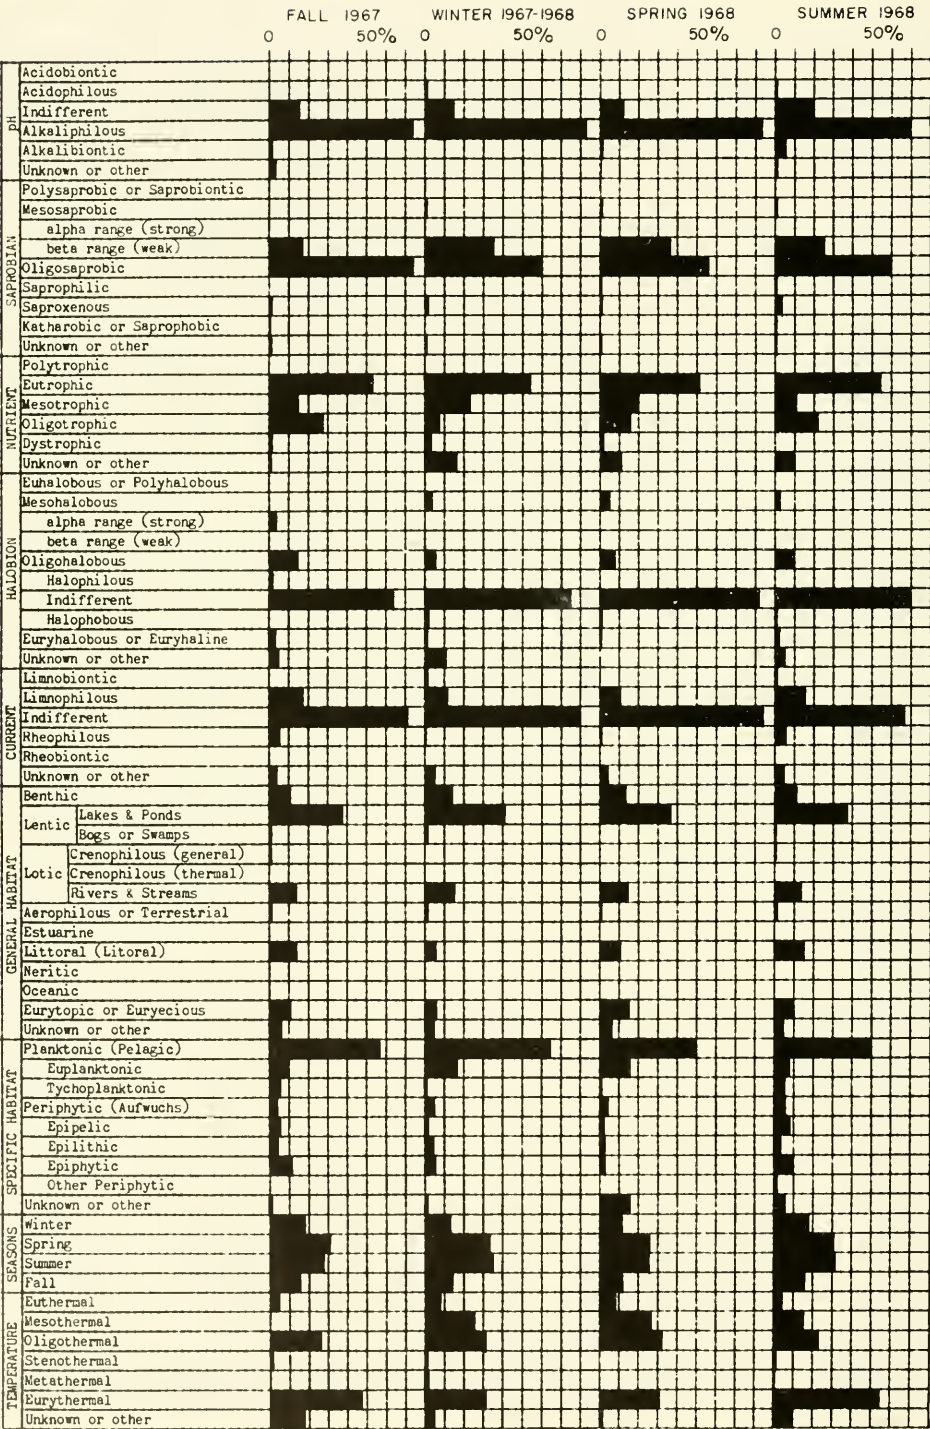 FALL 1967 WINTER 1967-1968 SPRING 1968 SUMMER 1968
0 50% 0 50% 0 50% 0 50%
pH
Acidobiontic
Acidophilous
Indifferent
Alkaliphilous
Alkalibiontic
Unknown or other
SAPROBIAN
Polysaprobic or Saprobiontic
Mesosaprobic
alpha range (strong)
beta range (weak)
Oligosaprobic
Saprophilic
Saproxenous
Katharobic or Saprophobic
Unknown or other
NUTRIENT
Polytrophic
Eutrophic
Mesotrophic
Oligotrophic
Dystrophic
Unknown or other
HALOBION
Euhalobous or Polyhalobous
Mesohalobous
alpha range (strong)
beta range (weak)
Oligohalobous
Halophilous
Indifferent
Halophobous
Euryhalobous or Euryhaline
Unknown or other
CURRENT
Limnobiontic
Limnophilous
Indifferent
Rheophilous
Rheobiontic
Unknown or other
GENERAL HABITAT
Benthic
Lentic
Lakes & Ponds
Bogs or Swamps
Lotic
Crenophilous (general)
Crenophilous (thermal)
Rivers & Streams
Aerophilous or Terrestrial
Estuarine
Littoral (Litoral)
Neritic
Oceanic
Eurytopic or Euryecious
Unknown or other
SPECIFIC HABITAT
Planktonic (Pelagic)
Euplanktonic
Tychoplanktonic
Periphytic (Aufwuchs)
Epipelic
Epilithic
Epiphytic
Other Periphytic
Unknown or other
SEASONS
Winter
Spring
Summer
Fall
TEMPERATURE
Euthermal
Mesothermal
Oligothermal
Stenothermal
Metathermal
Eurythermal
Unknown or other